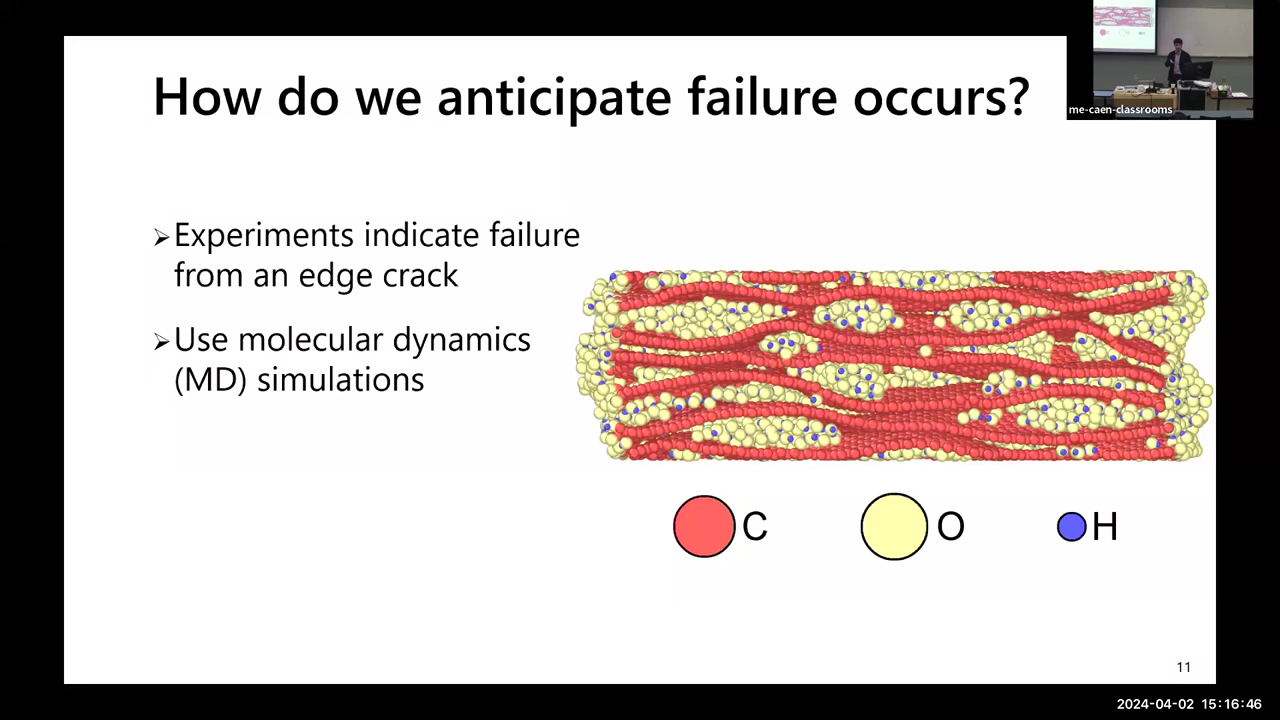 How do we anticipate failure occurs?
me-caen-classrooms
➢Experiments indicate failure
from an edge crack
➢Use molecular dynamics
(MD) simulations
C O H
11
2024-04-02 15:16:46